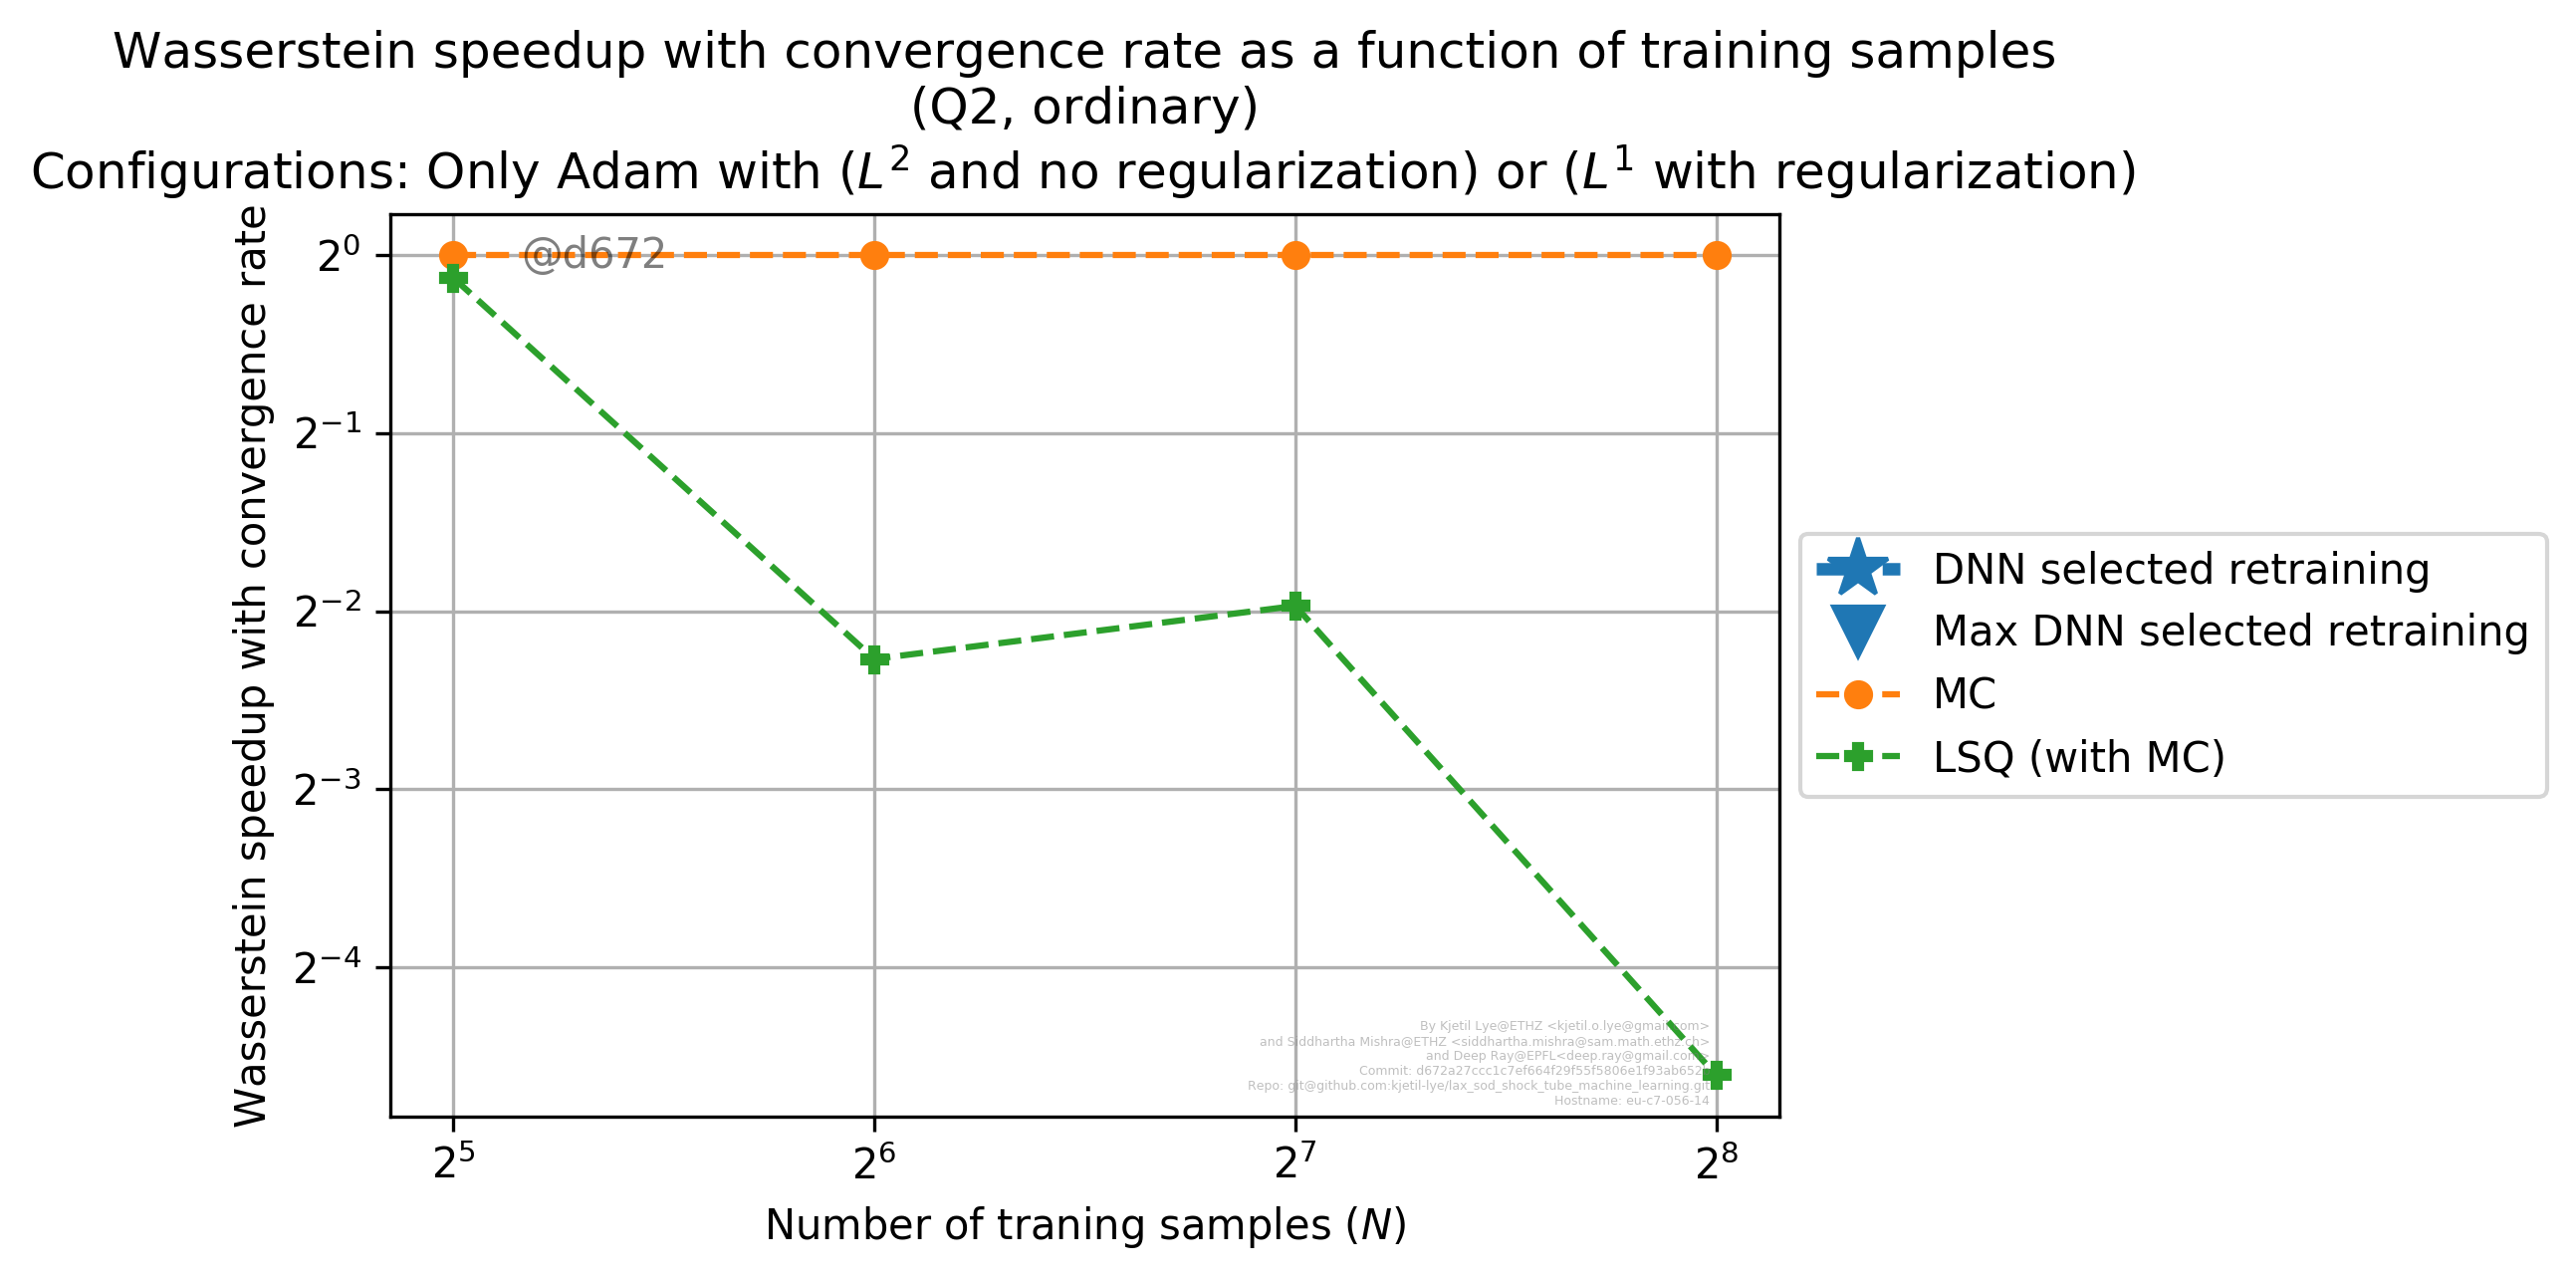 Wasserstein speedup with convergence rate as a function of training samples
(Q2, ordinary)
Configurations: Only Adam with (L² and no regularization) or (L¹ with regularization)
Wasserstein speedup with convergence rate
2⁰
2⁻¹
2⁻²
2⁻³
2⁻⁴
@d672
DNN selected retraining
Max DNN selected retraining
MC
LSQ (with MC)
By Kjetil Lye@ETHZ <kjetil.o.lye@gmail.com>
and Siddhartha Mishra@ETHZ <siddhartha.mishra@sam.math.ethz.ch>
and Deep Ray@EPFL<deep.ray@gmail.com>
Commit:
Repo: git@github.com:kjetil-lye/lax_sod_shock_tube_machine_learning.git
Hostname: eu-c7-056-14
2⁵
2⁶
2⁷
2⁸
Number of traning samples (N)